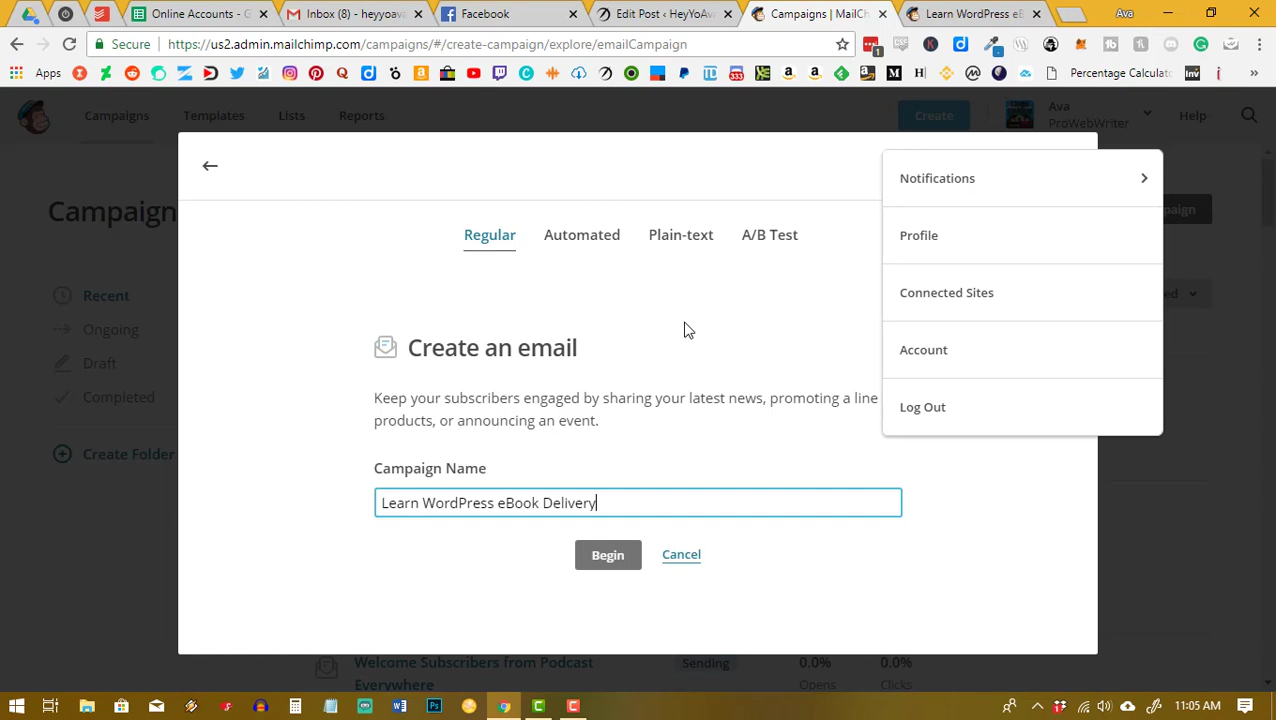 Online Accounts - G
Inbox (8) - heyyoav
Facebook
Edit Post ‹ HeyYoAv
Campaigns | MailCh
Learn WordPress eB
Ava
Secure
https://us2.admin.mailchimp.com/campaigns/#/create-campaign/explore/emailCampaign
Apps
Percentage Calculat
Inv
Campaigns
Templates
Lists
Reports
Create
Ava
ProWebWriter
Help
Campaign
paign
Notifications
Regular
Automated
Plain-text
A/B Test
Profile
Recent
Connected Sites
ed
Ongoing
Create an email
Account
Draft
Completed
Keep your subscribers engaged by sharing your latest news, promoting a line
products, or announcing an event.
Log Out
Create Folder
Campaign Name
Learn WordPress eBook Delivery
Begin
Cancel
Welcome Subscribers from Podcast
Everywhere
Sending
0.0%
Opens
0.0%
Clicks
11:05 AM